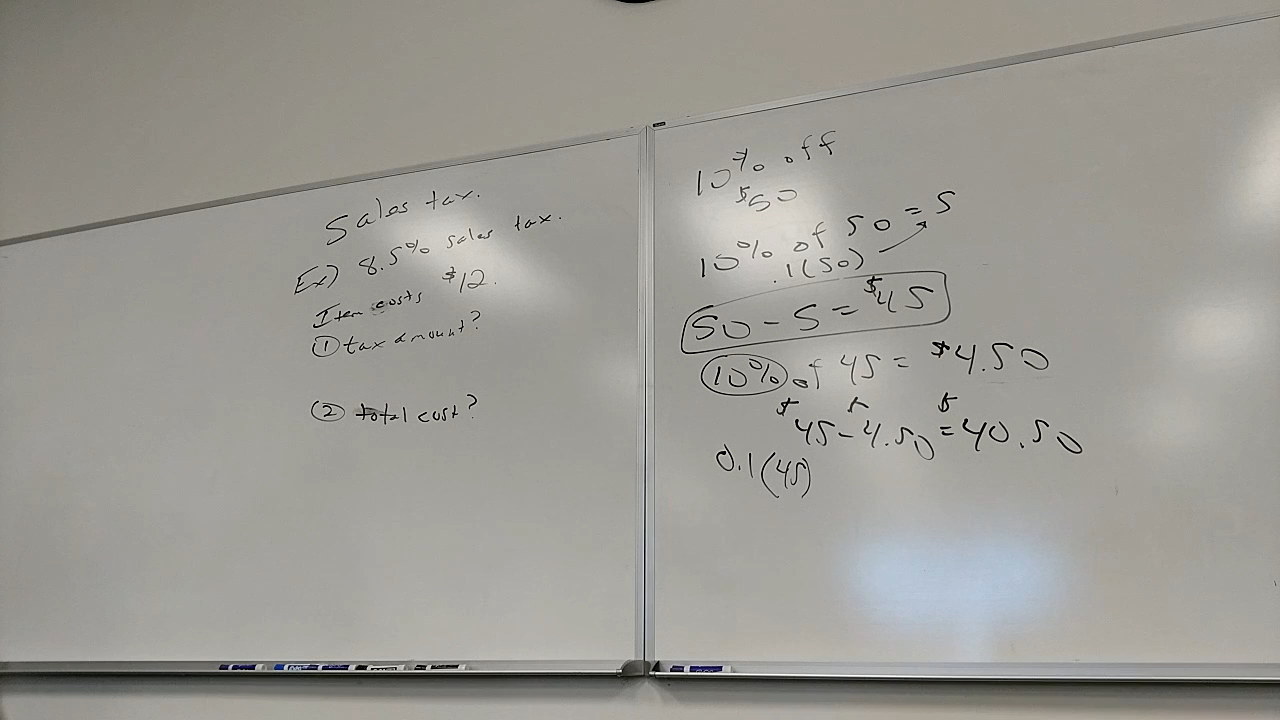 Sales tax.
Ex) 8.5% sales tax.
Item costs $12.
① tax amount?
② total cost?
10% off
$50
10% of 50 = 5
.1(50)
50 - 5 = $45
10% of 45 = $4.50
$45 - $4.50 = $40.50
0.1(45)